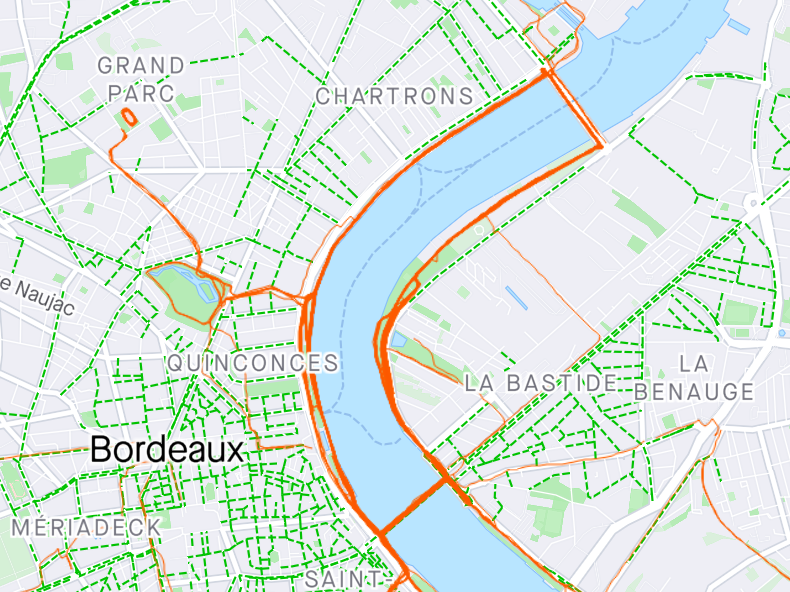 GRAND
PARC
CHARTRONS
e Naujac
QUINCONCES
LA BASTIDE
LA
BENAUGE
Bordeaux
MÉRIADECK
SAINT-